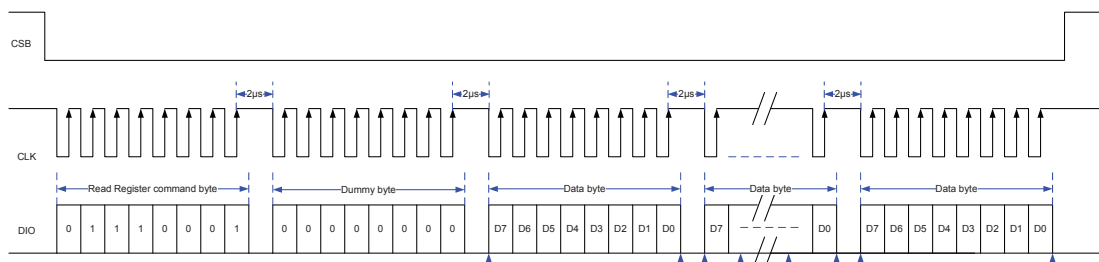 CSB
2μs 2μs 2μs 2μs
CLK
Read Register command byte Dummy byte Data byte Data byte Data byte
DIO 0 1 1 1 0 0 0 1 0 0 0 0 0 0 0 0 D7 D6 D5 D4 D3 D2 D1 D0 D7 D0 D7 D6 D5 D4 D3 D2 D1 D0